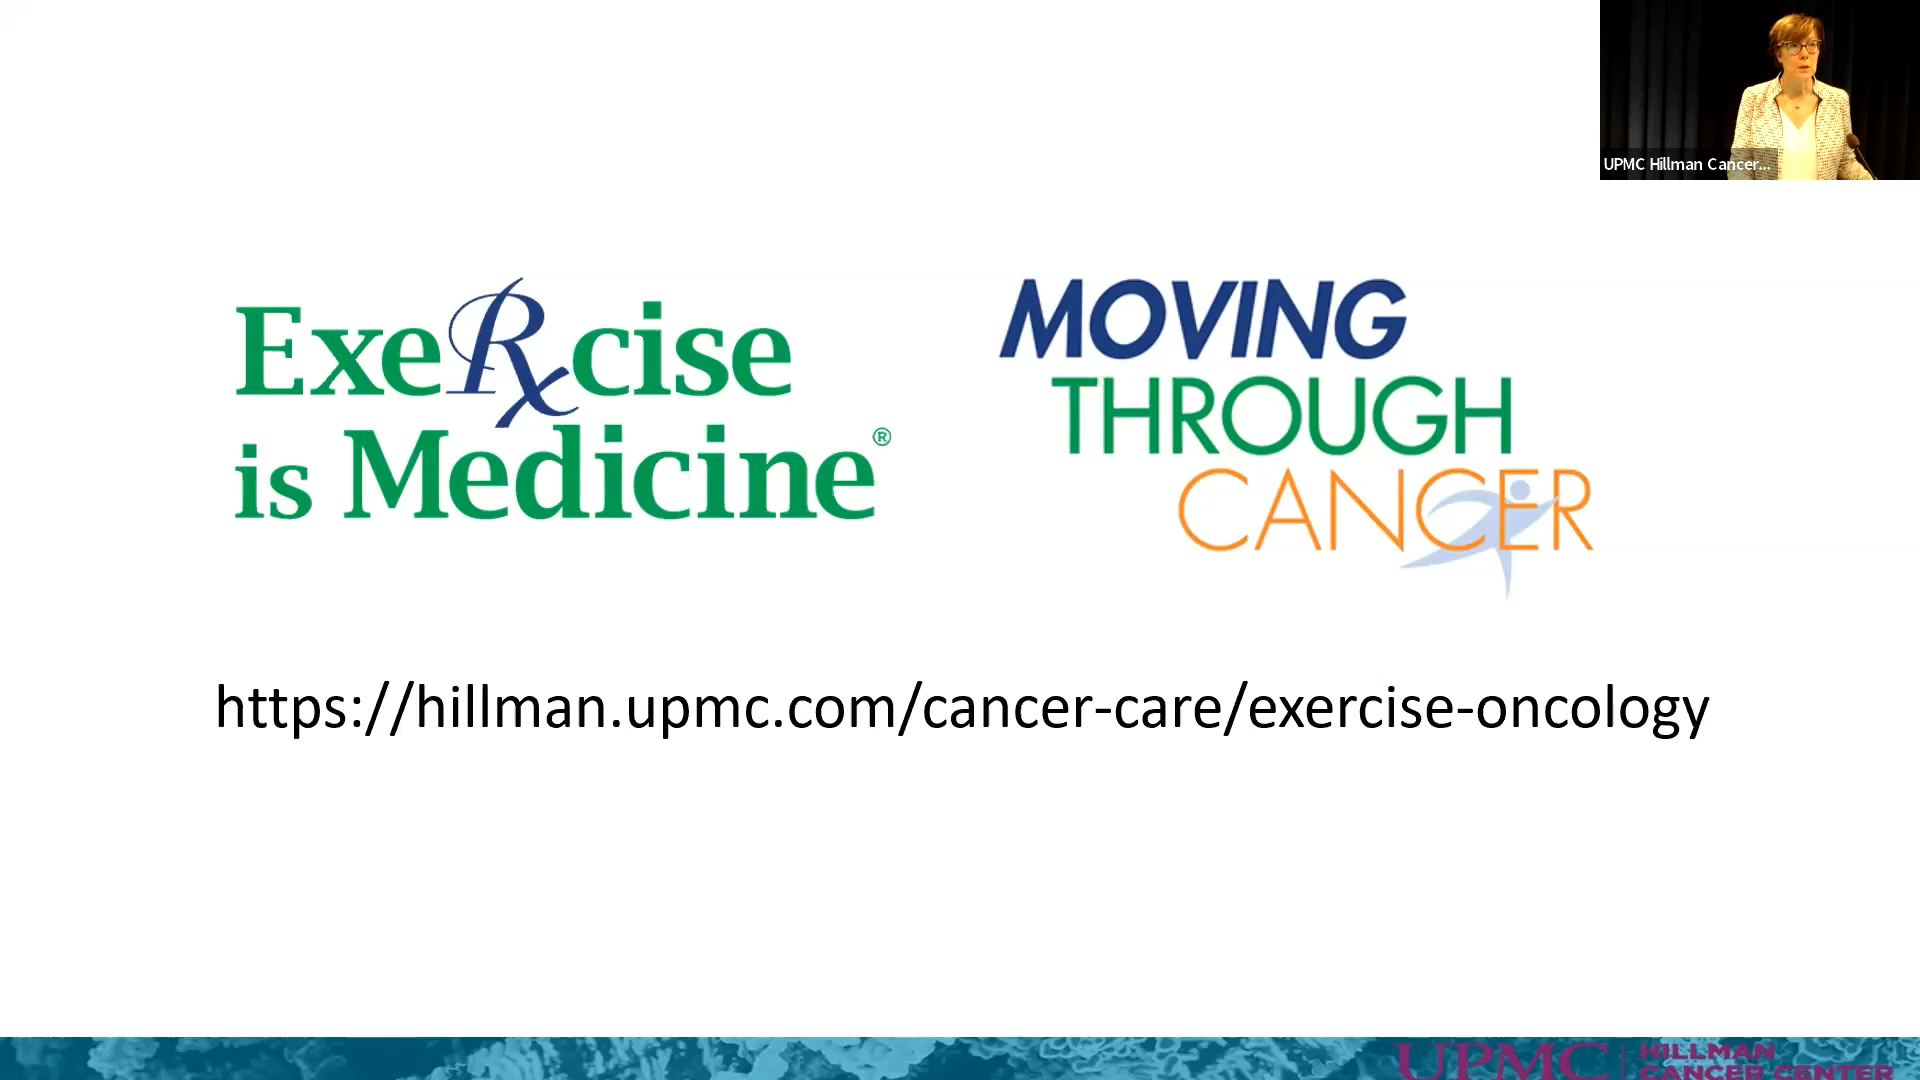 UPMC Hillman Cancer...
ExeRxcise
is Medicine®
MOVING
THROUGH
CANCER
https://hillman.upmc.com/cancer-care/exercise-oncology
UPMC | HILLMAN
CANCER CENTER